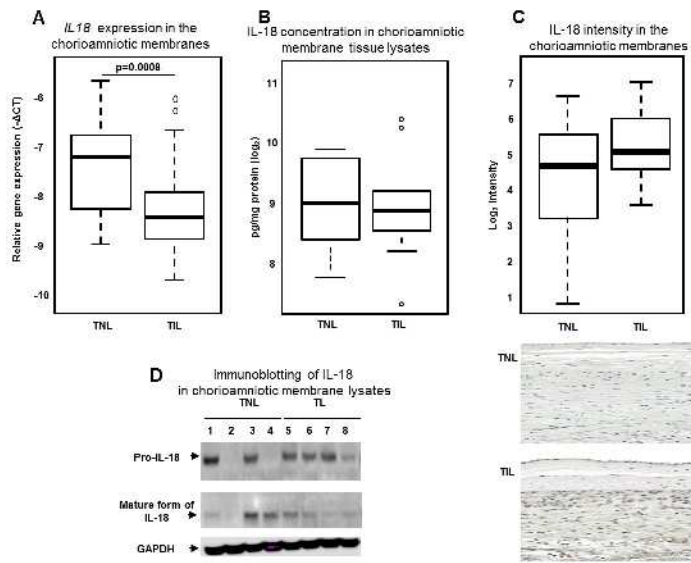 A
IL18 expression in the
chorioamniotic membranes
p=0.0008
Relative gene expression (-ΔCT)
-6
-7
-8
-9
-10
TNL
TIL
B
IL-18 concentration in chorioamniotic
membrane tissue lysates
pg/mg protein (log₂)
11
10
9
8
TNL
TIL
C
IL-18 intensity in the
chorioamniotic membranes
Log₂ Intensity
7
6
5
4
3
2
1
TNL
TIL
TNL
TIL
D
Immunoblotting of IL-18
in chorioamniotic membrane lysates
TNL TL
1 2 3 4 5 6 7 8
Pro-IL-18
Mature form of
IL-18
GAPDH